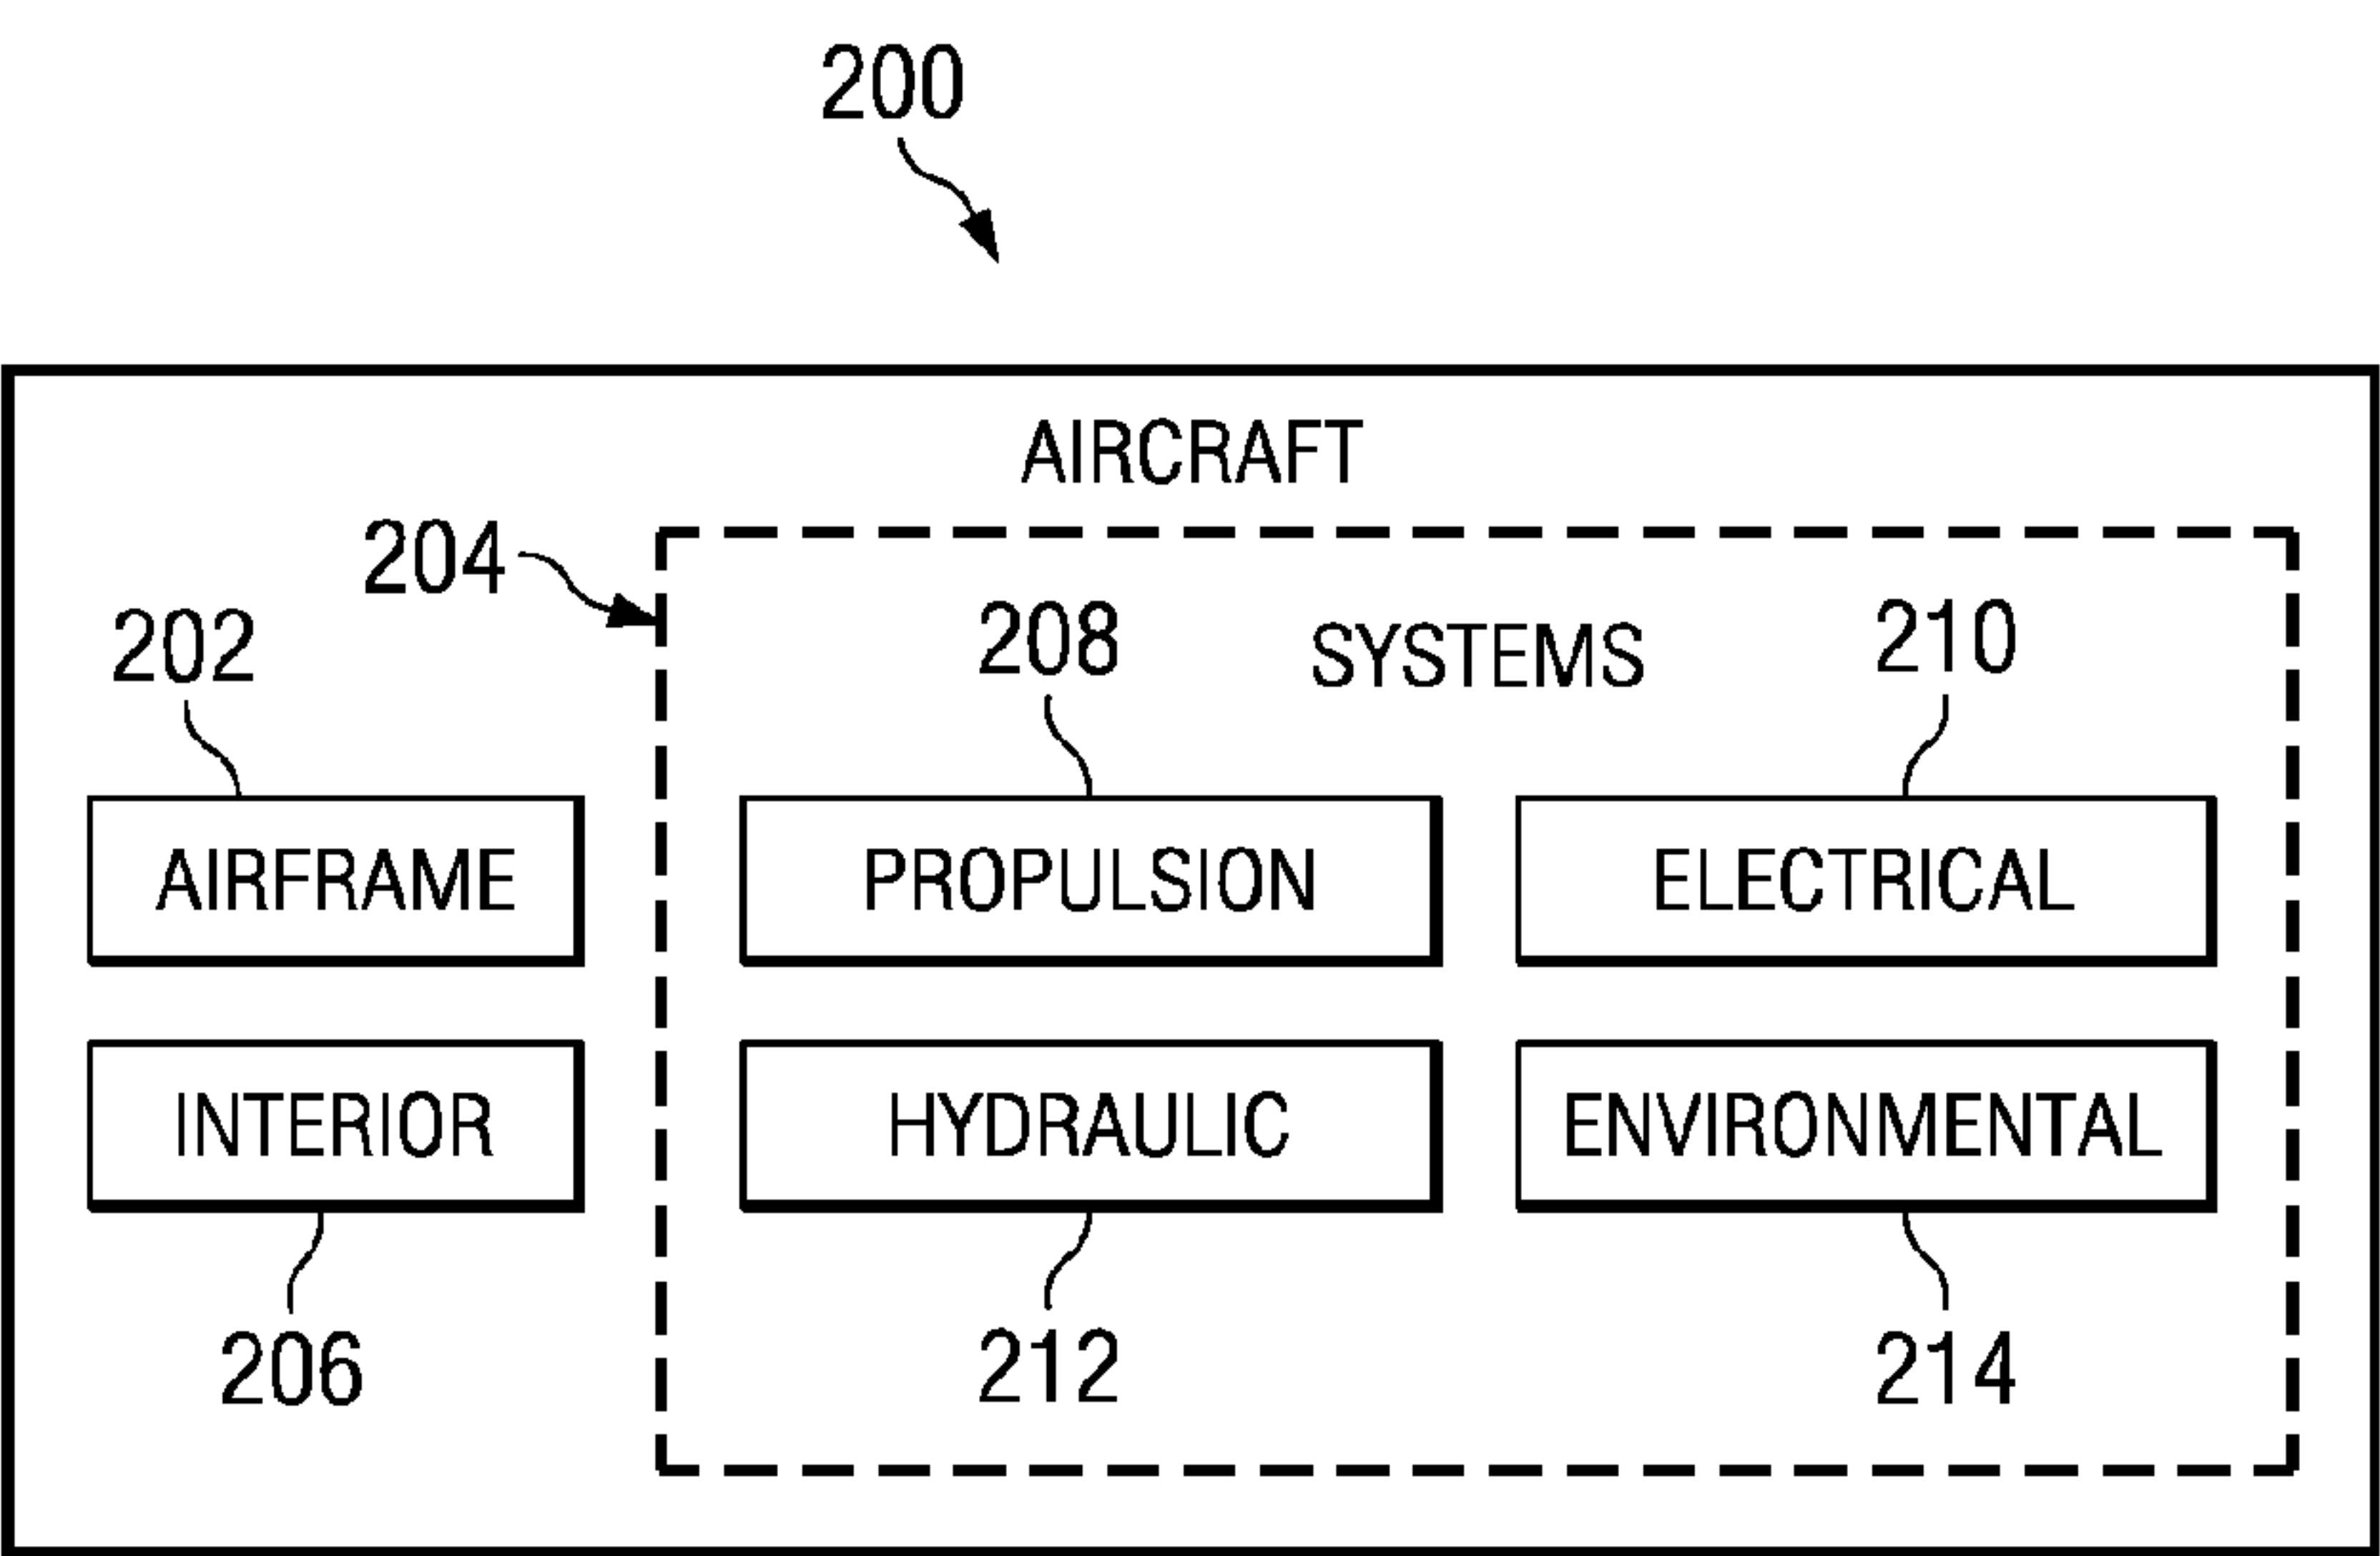 200
AIRCRAFT
204
202
208
SYSTEMS
210
AIRFRAME
PROPULSION
ELECTRICAL
INTERIOR
HYDRAULIC
ENVIRONMENTAL
206
212
214